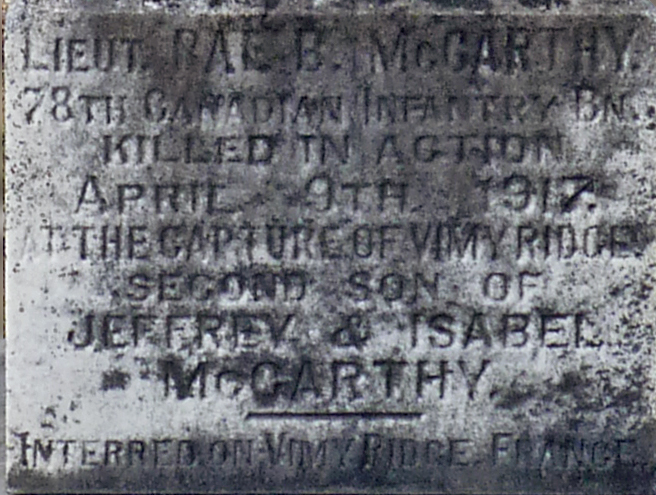 LIEUT. RAE B. McCARTHY.
78TH CANADIAN INFANTRY BN.
KILLED IN ACTION
APRIL 9TH 1917.
AT THE CAPTURE OF VIMY RIDGE
SECOND SON OF
JEFFREY & ISABEL
McCARTHY.
INTERRED ON VIMY RIDGE FRANCE